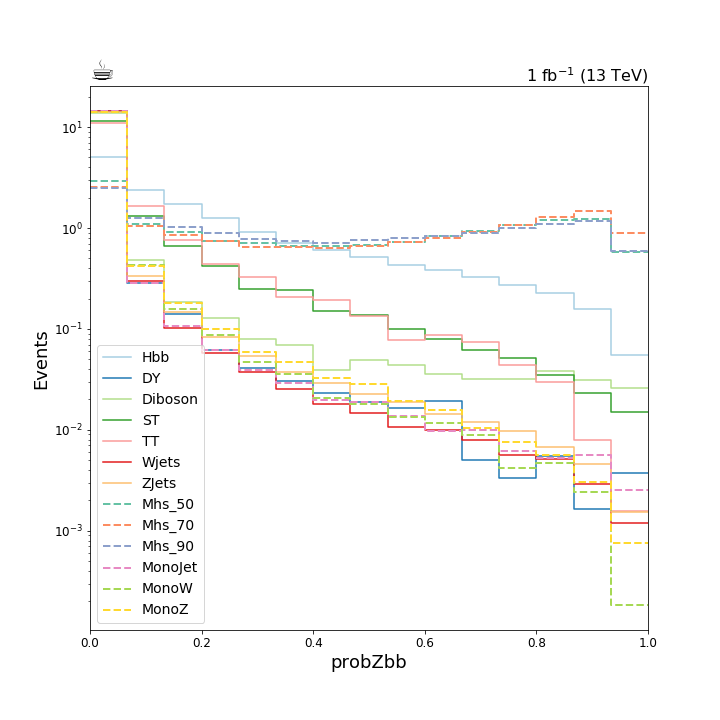 ☕ 1 fb⁻¹ (13 TeV)
Events
10¹
10⁰
10⁻¹
10⁻²
10⁻³
Hbb
DY
Diboson
ST
TT
Wjets
ZJets
Mhs_50
Mhs_70
Mhs_90
MonoJet
MonoW
MonoZ
0.0 0.2 0.4 0.6 0.8 1.0
probZbb